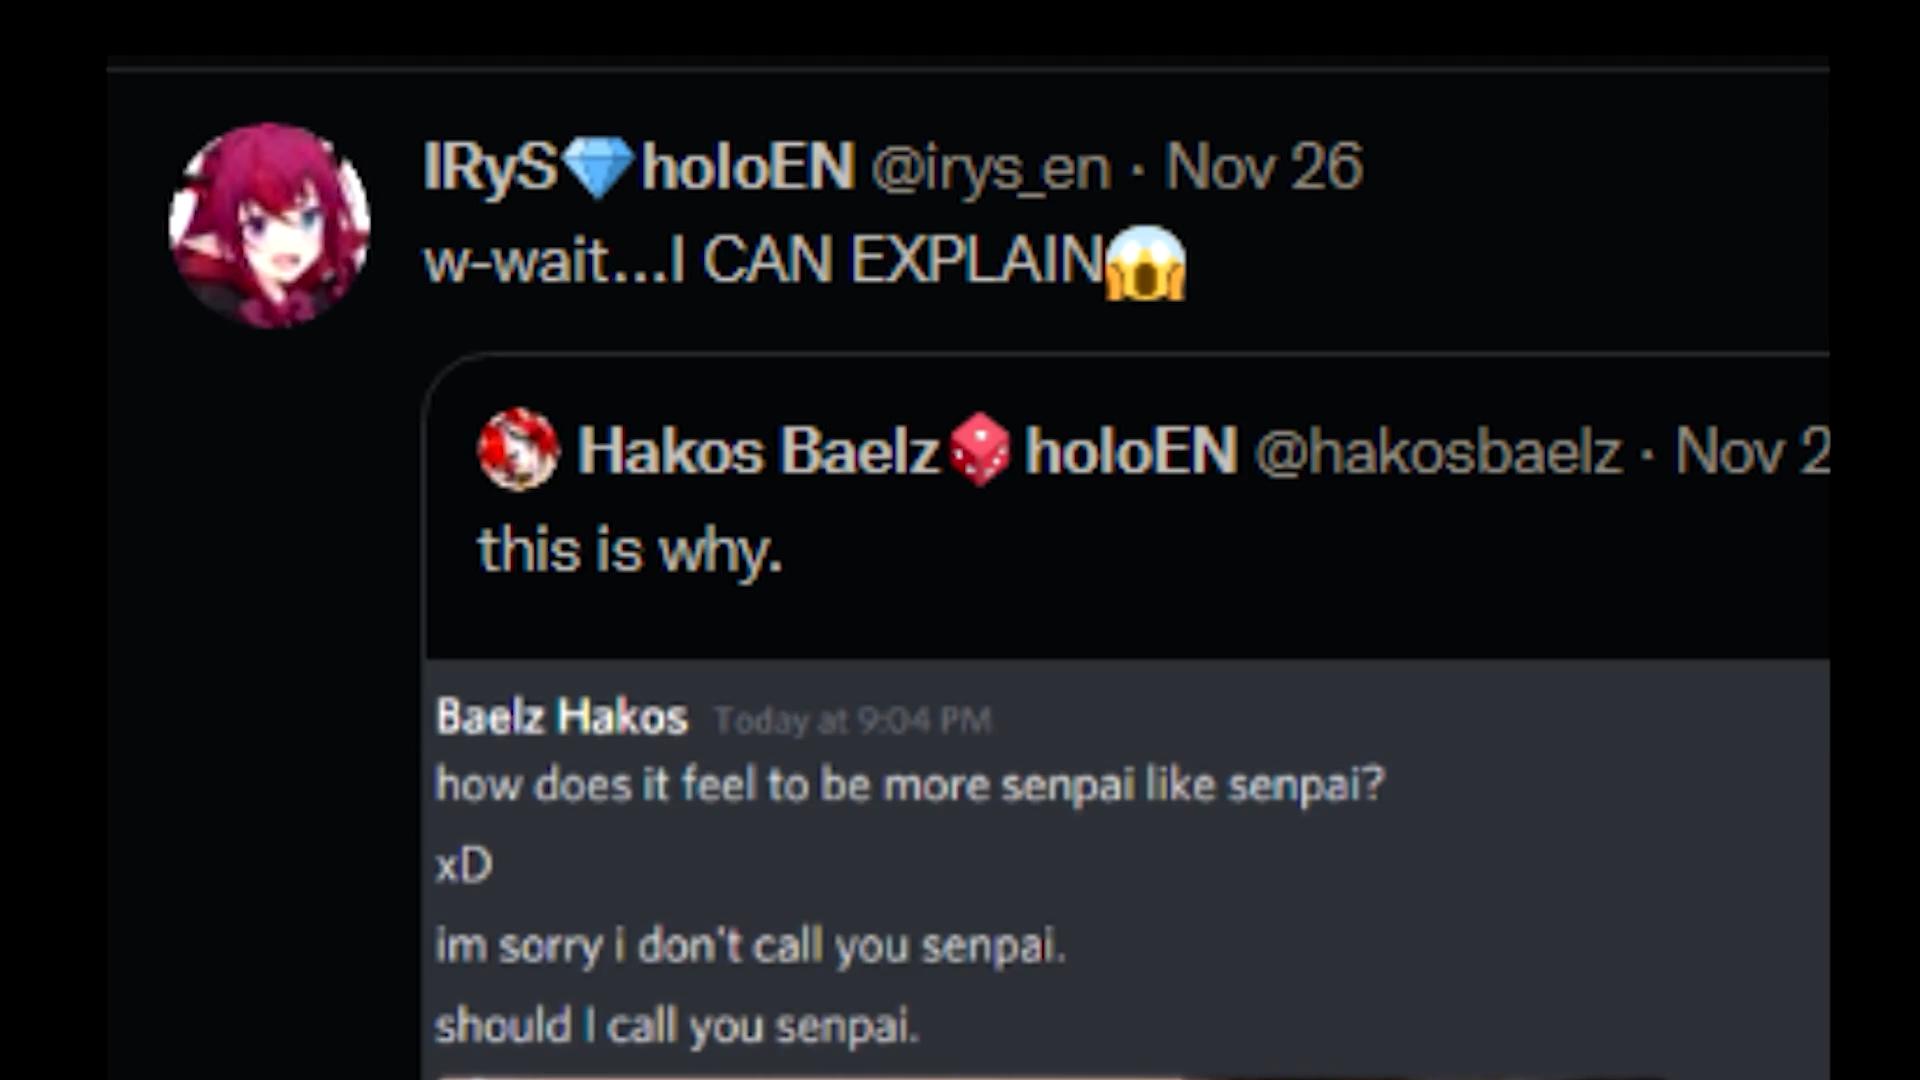 IRyS💎holoEN @irys_en · Nov 26
w-wait...I CAN EXPLAIN😱
Hakos Baelz🎲holoEN @hakosbaelz · Nov 2
this is why.
Baelz Hakos Today at 9:04 PM
how does it feel to be more senpai like senpai?
xD
im sorry i don't call you senpai.
should I call you senpai.